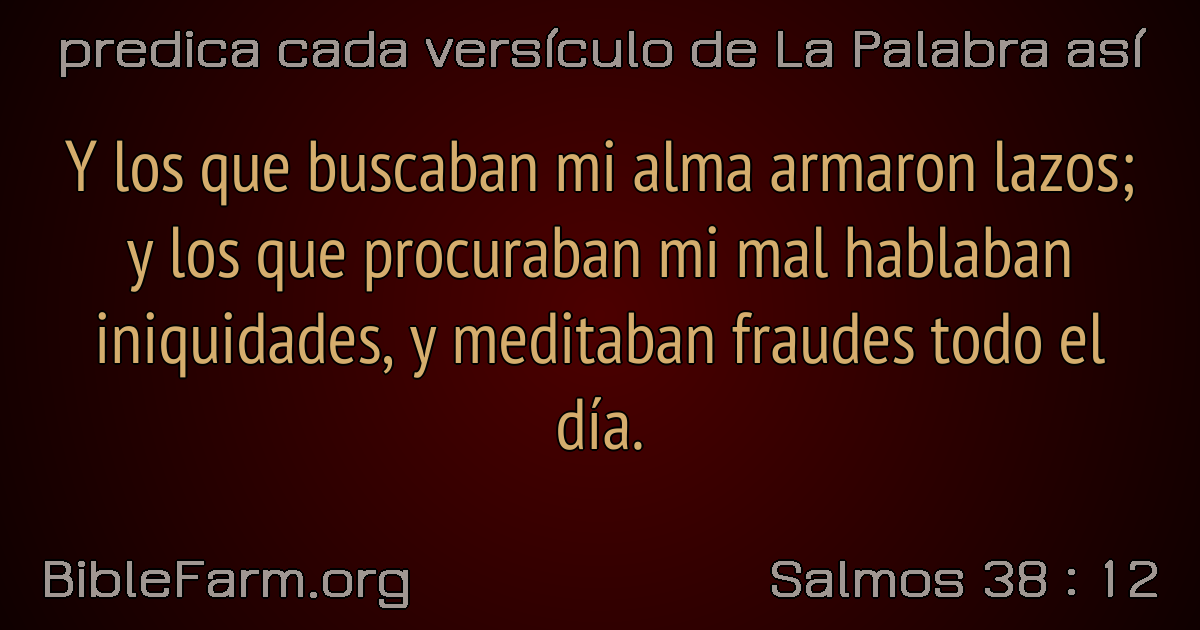 predica cada versículo de La Palabra así
Y los que buscaban mi alma armaron lazos;
y los que procuraban mi mal hablaban
iniquidades, y meditaban fraudes todo el
día.
BibleFarm.org
Salmos 38 : 12